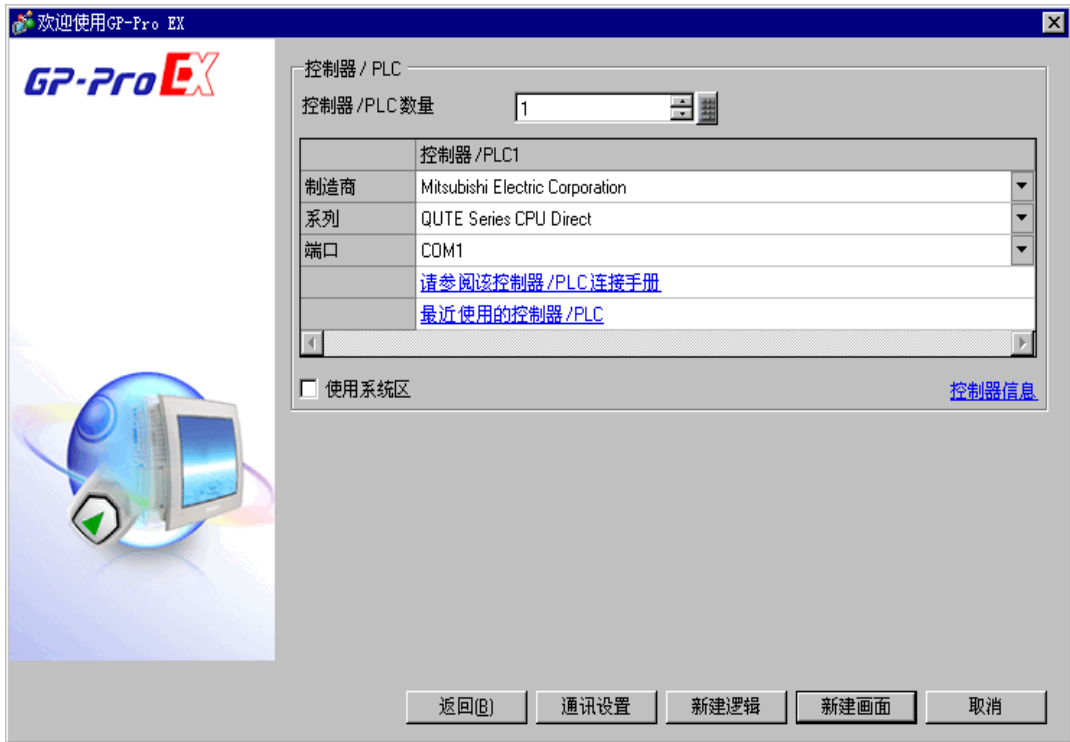 欢迎使用GP-Pro EX
GP-Pro EX
控制器 / PLC
控制器 /PLC 数量 1
控制器 /PLC1
制造商 Mitsubishi Electric Corporation
系列 QUTE Series CPU Direct
端口 COM1
请参阅该控制器 /PLC 连接手册
最近使用的控制器 /PLC
使用系统区 控制器信息
返回(B) 通讯设置 新建逻辑 新建画面 取消